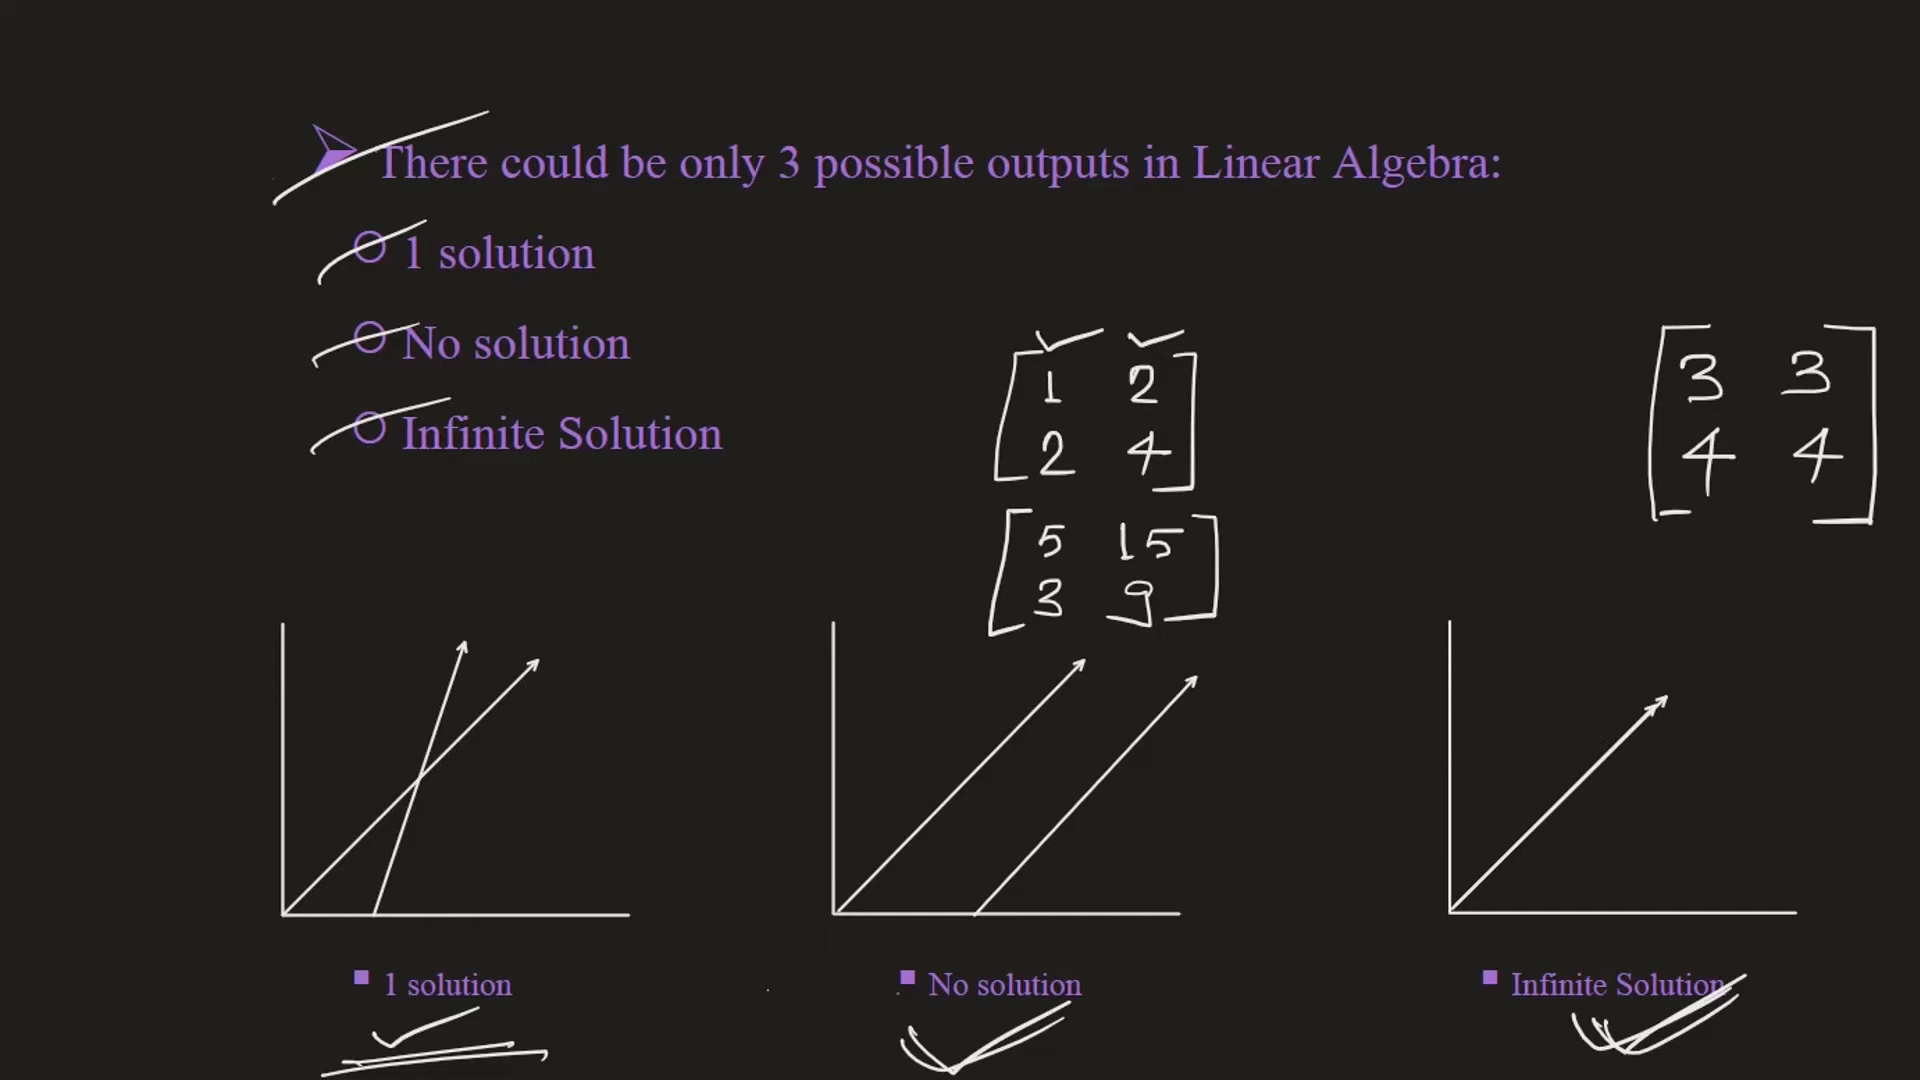 There could be only 3 possible outputs in Linear Algebra:
1 solution
No solution
Infinite Solution
1 2
2 4
5 15
3 9
3 3
4 4
1 solution
No solution
Infinite Solution